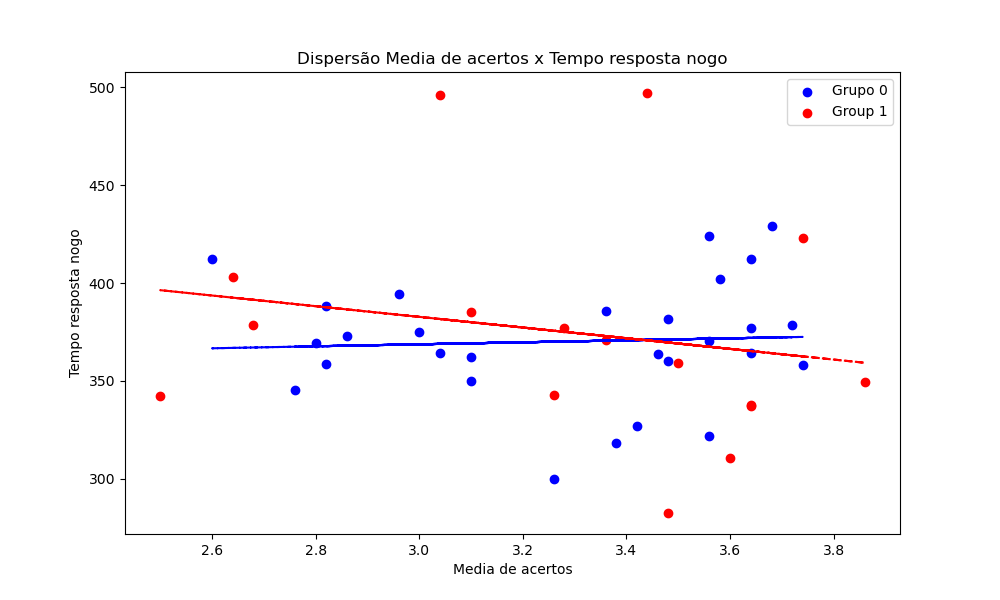 Dispersão Media de acertos x Tempo resposta nogo
Grupo 0
Group 1
Tempo resposta nogo
500
450
400
350
300
2.6 2.8 3.0 3.2 3.4 3.6 3.8
Media de acertos